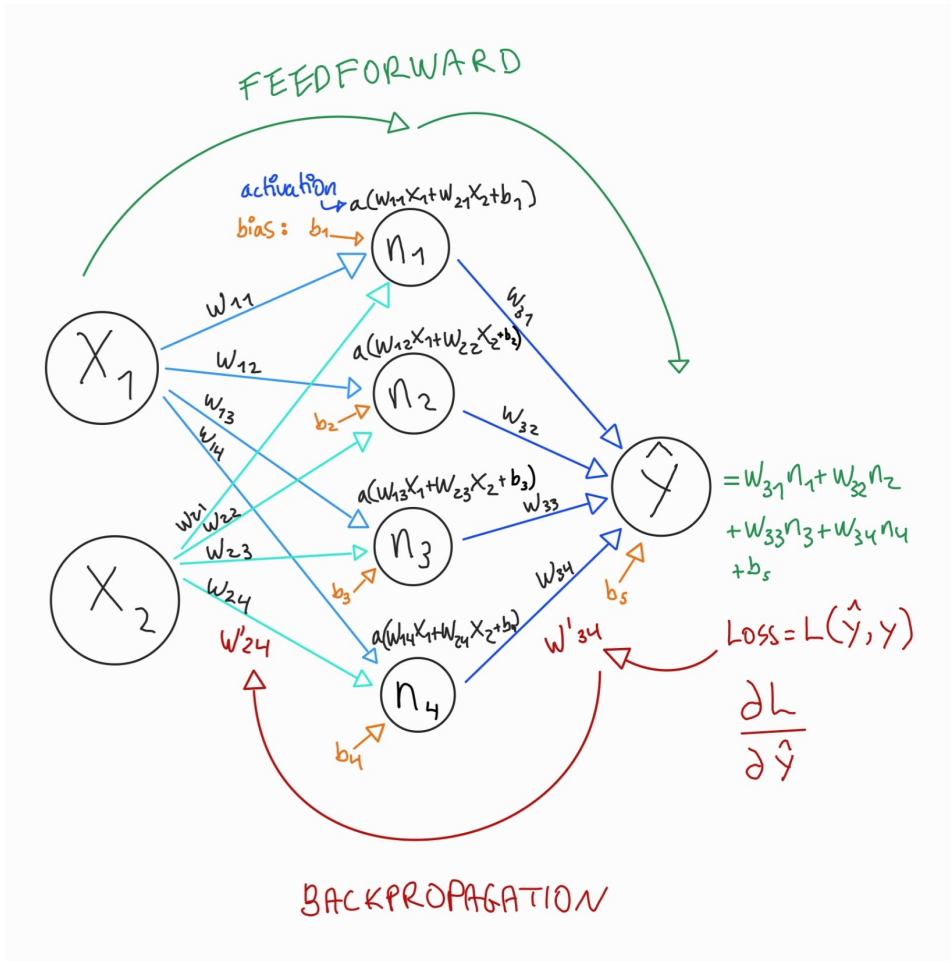 FEEDFORWARD
activation
a(w11x1+w21x2+b1)
bias: b1
n1
w11
w31
X1
a(w12x1+w22x2+b2)
w12
n2
b2
w13
w14
w32
ŷ
=w31n1+w32n2
+w33n3+w34n4
+b5
a(w13x1+w23x2+b3)
w33
w21
w22
w23
n3
b3
w34
b5
X2
w24
w'24
a(w14x1+w24x2+b4)
w'34
LOSS=L(ŷ,y)
n4
b4
∂L
∂ŷ
BACKPROPAGATION